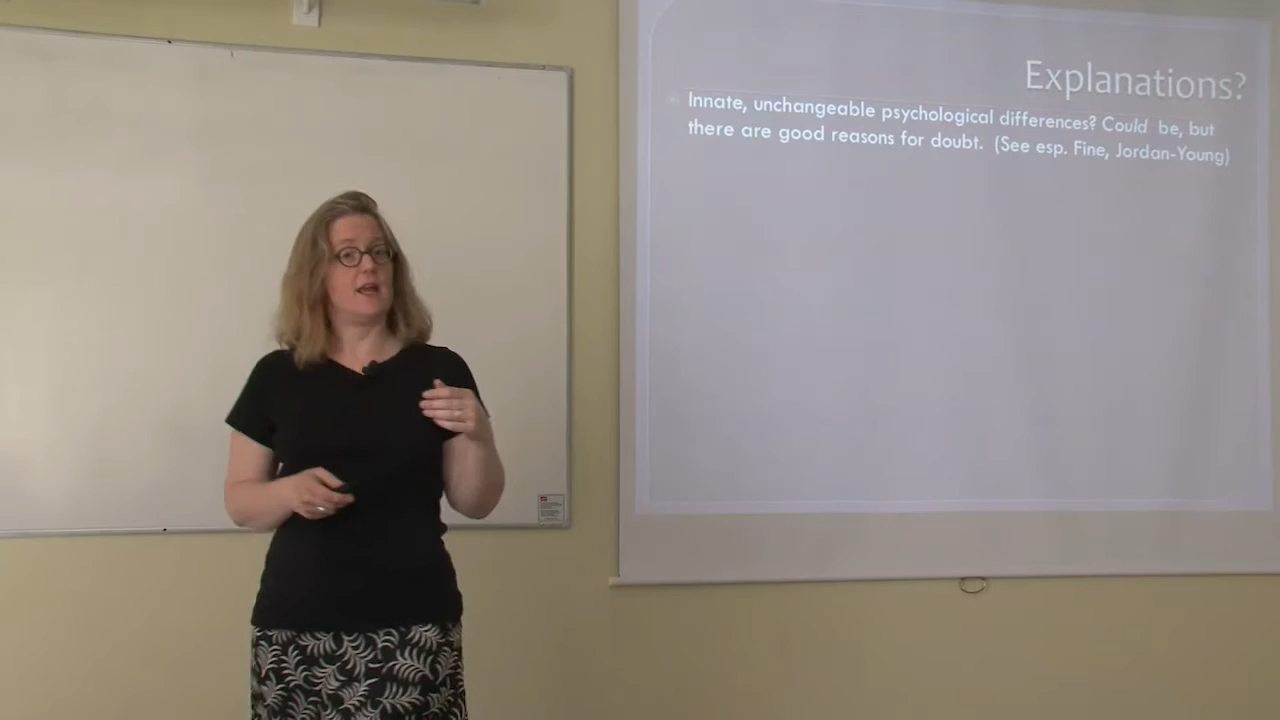 Explanations?
Innate, unchangeable psychological differences? Could be, but
there are good reasons for doubt. (See esp. Fine, Jordan-Young)